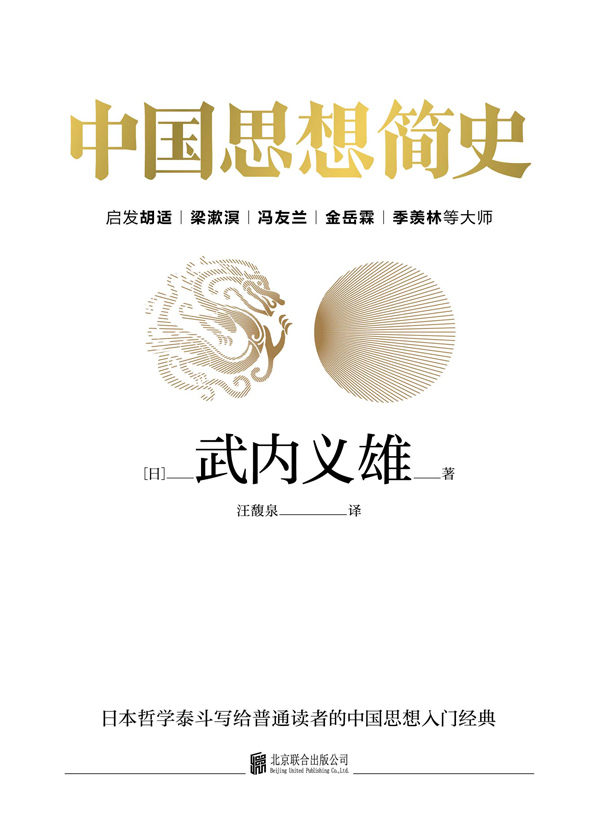 中国思想简史
启发胡适|梁漱溟|冯友兰|金岳霖|季羡林等大师
[日] 武内义雄 著
汪馥泉 译
日本哲学泰斗写给普通读者的中国思想入门经典
北京联合出版公司
Beijing United Publishing Co.,Ltd.